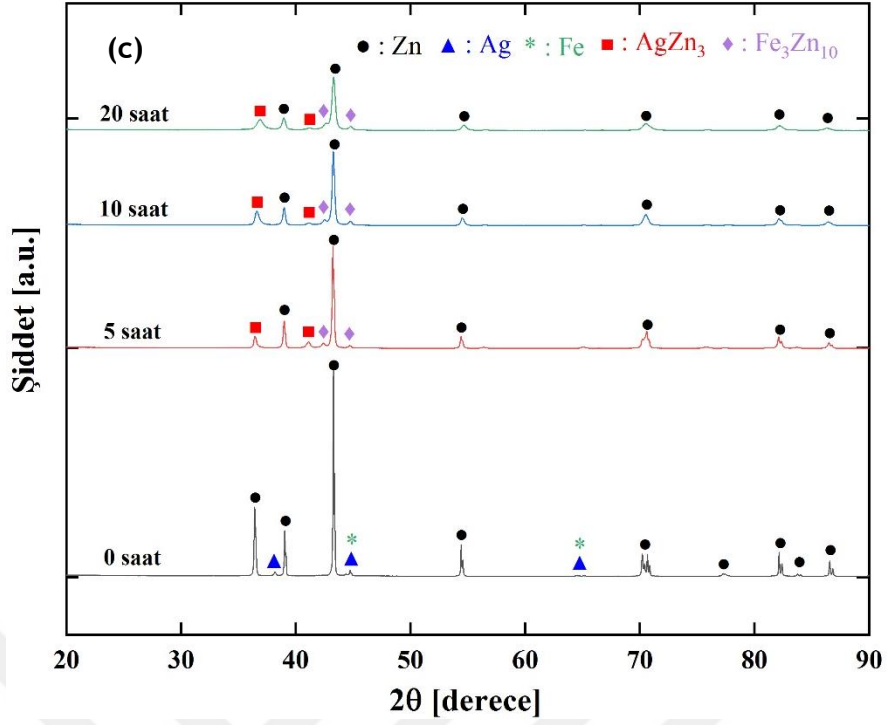 (c)
● : Zn ▲ : Ag * : Fe ■ : AgZn₃ ♦ : Fe₃Zn₁₀
20 saat
10 saat
5 saat
0 saat
Şiddet [a.u.]
20 30 40 50 60 70 80 90
2θ [derece]